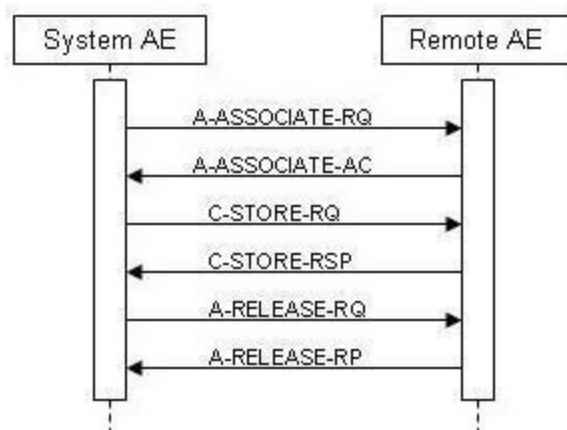 System AE
Remote AE
A-ASSOCIATE-RQ
A-ASSOCIATE-AC
C-STORE-RQ
C-STORE-RSP
A-RELEASE-RQ
A-RELEASE-RP